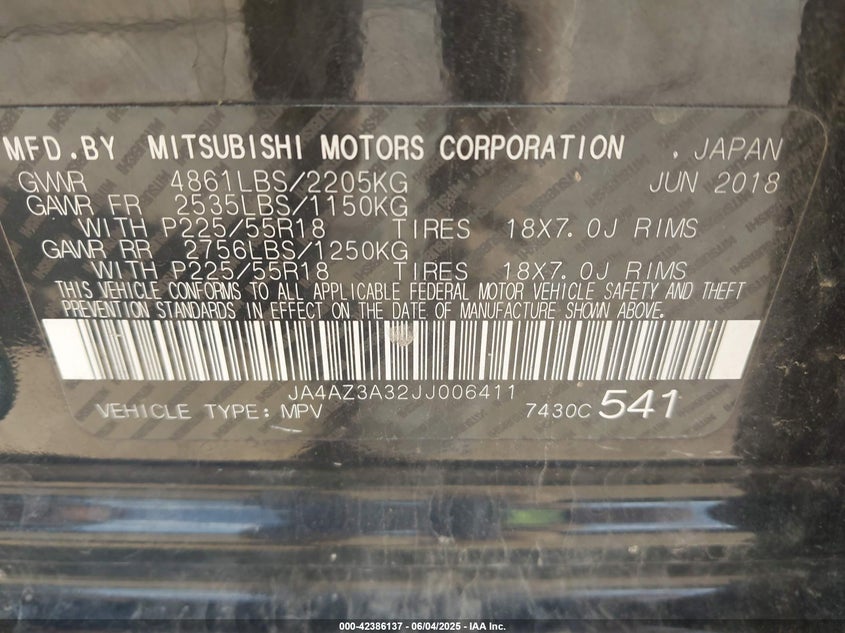 MFD.BY MITSUBISHI MOTORS CORPORATION . JAPAN
GVWR 4861LBS/2205KG JUN 2018
GAWR FR 2535LBS/1150KG
WITH P225/55R18 TIRES 18X7.0J RIMS
GAWR RR 2756LBS/1250KG
WITH P225/55R18 TIRES 18X7.0J RIMS
THIS VEHICLE CONFORMS TO ALL APPLICABLE FEDERAL MOTOR VEHICLE SAFETY AND THEFT
PREVENTION STANDARDS IN EFFECT ON THE DATE OF MANUFACTURE SHOWN ABOVE.
JA4AZ3A32JJ006411
VEHICLE TYPE: MPV 7430C 541
000-42386137 - 06/04/2025 - IAA Inc.